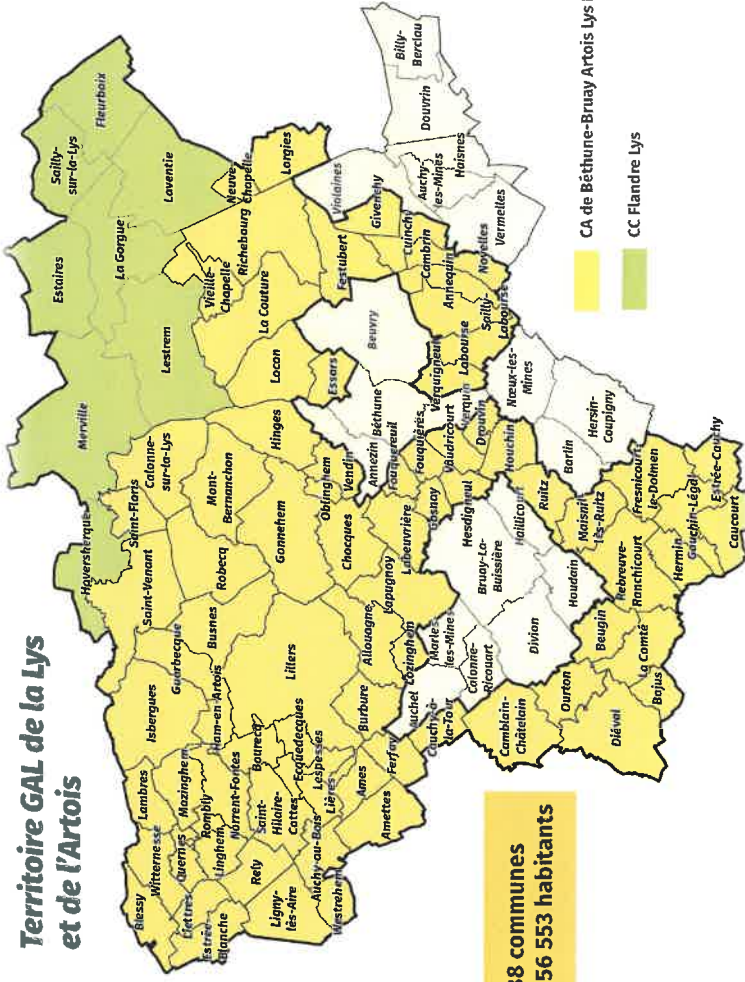 Territoire GAL de la Lys
et de l'Artois
Blessy
Witternesse
Lambres
Liettres
Quernes
Mazinghem
Rombly
Estrée-
Blanche
Linghem
Norrent-Fontes
Rely
Ligny-
lès-Aire
Saint-
Hilaire-
Cottes
Auchy-au-Bois
Westrehem
Isbergues
Guarbecque
Ham-en-Artois
Bourecq
Ecquedecques
Lespesses
Lières
Ames
Amettes
Ferfay
Burbure
Lillers
Busnes
Saint-Venant
Robecq
Saint-Floris
Calonne-
sur-la-Lys
Mont-
Bernanchon
Gonnehem
Hinges
Allouagne
Lozinghem
Lapugnoy
Labeuvrière
Chocques
Oblinghem
Vendin
Annezin
Béthune
Fouquereuil
Fouquières
Gosnay
Hesdigneul
Vaudricourt
Verquigneul
Verquin
Drouvin
Houchin
Labourse
Sailly-
Labourse
Nœux-les-
Mines
Barlin
Hersin-
Coupigny
Haillicourt
Ruitz
Maisnil-
lès-Ruitz
Houdain
Bruay-La-
Buissière
Marles-
les-Mines
Auchel
Cauchy-à-
la-Tour
Calonne-
Ricouart
Divion
Camblain-
Châtelain
Ourton
Diéval
Beugin
La Comté
Bajus
Rebreuve-
Ranchicourt
Hermin
Gauchin-Légal
Fresnicourt-
le-Dolmen
Estrée-Cauchy
Caucourt
Haverskerque
Merville
Estaires
Sailly-
sur-la-Lys
La Gorgue
Fleurbaix
Laventie
Lestrem
Neuve-
Chapelle
Lorgies
Vieille-
Chapelle
Richebourg
La Couture
Locon
Essars
Beuvry
Festubert
Violaines
Givenchy
Cuinchy
Cambrin
Annequin
Noyelles
Vermelles
Auchy-
les-Mines
Haisnes
Douvrin
Billy-
Berclau
88 communes
56 553 habitants
CA de Béthune-Bruay Artois Lys
CC Flandre Lys